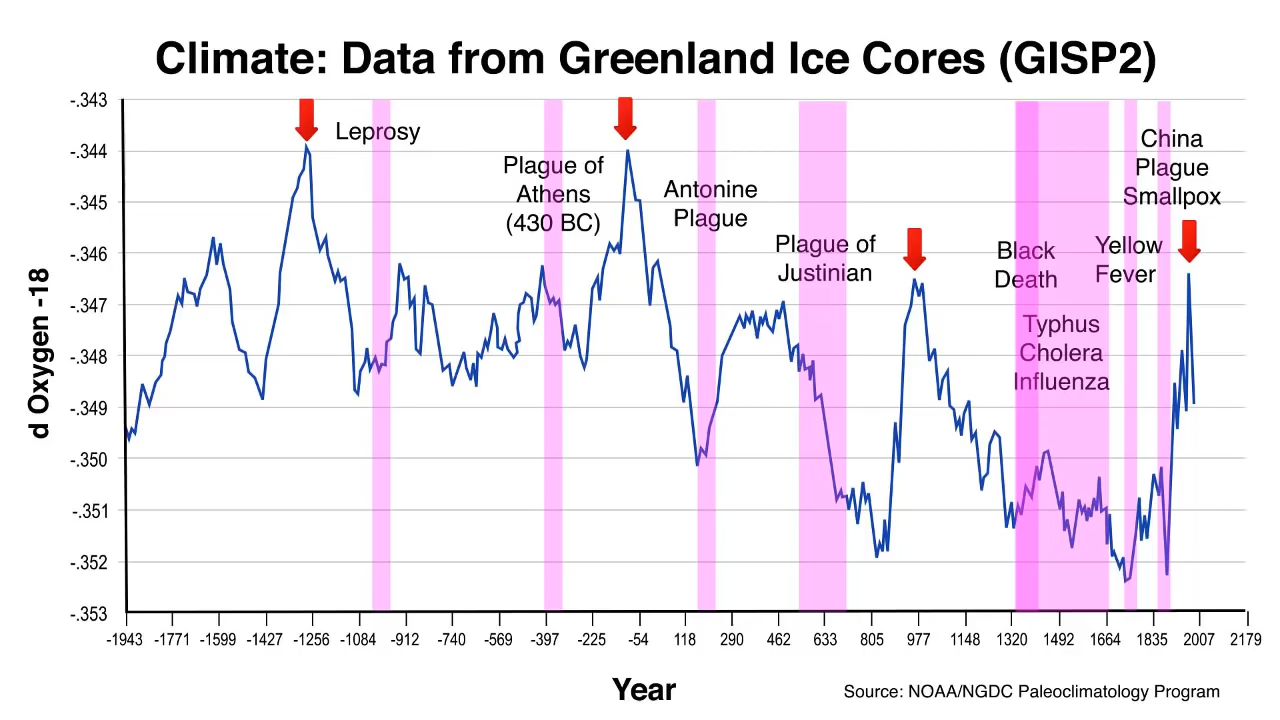 Climate: Data from Greenland Ice Cores (GISP2)
-.343
-.344
-.345
-.346
-.347
-.348
-.349
-.350
-.351
-.352
-.353
d Oxygen -18
Leprosy
Plague of
Athens
(430 BC)
Antonine
Plague
Plague of
Justinian
Black
Death
Typhus
Cholera
Influenza
Yellow
Fever
China
Plague
Smallpox
-1943 -1771 -1599 -1427 -1256 -1084 -912 -740 -569 -397 -225 -54 118 290 462 633 805 977 1148 1320 1492 1664 1835 2007 2179
Year
Source: NOAA/NGDC Paleoclimatology Program